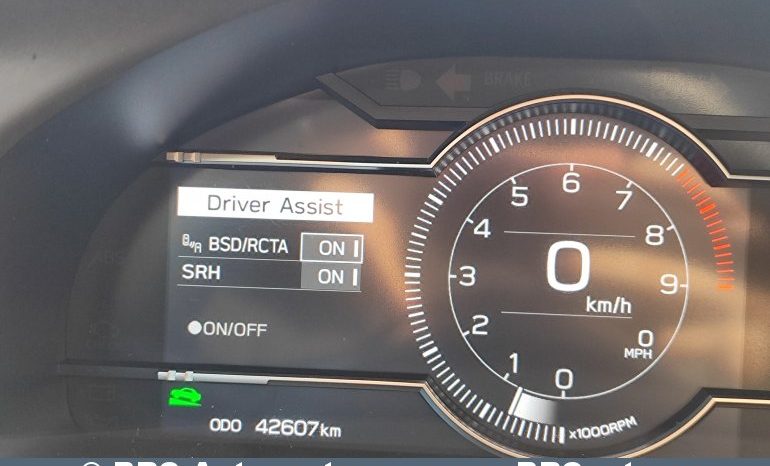 BRAKE
Driver Assist
BSD/RCTA ON
SRH ON
ON/OFF
ODO 42607km
0
1
2
3
4
5
6
7
8
9
0
km/h
0
MPH
x1000RPM